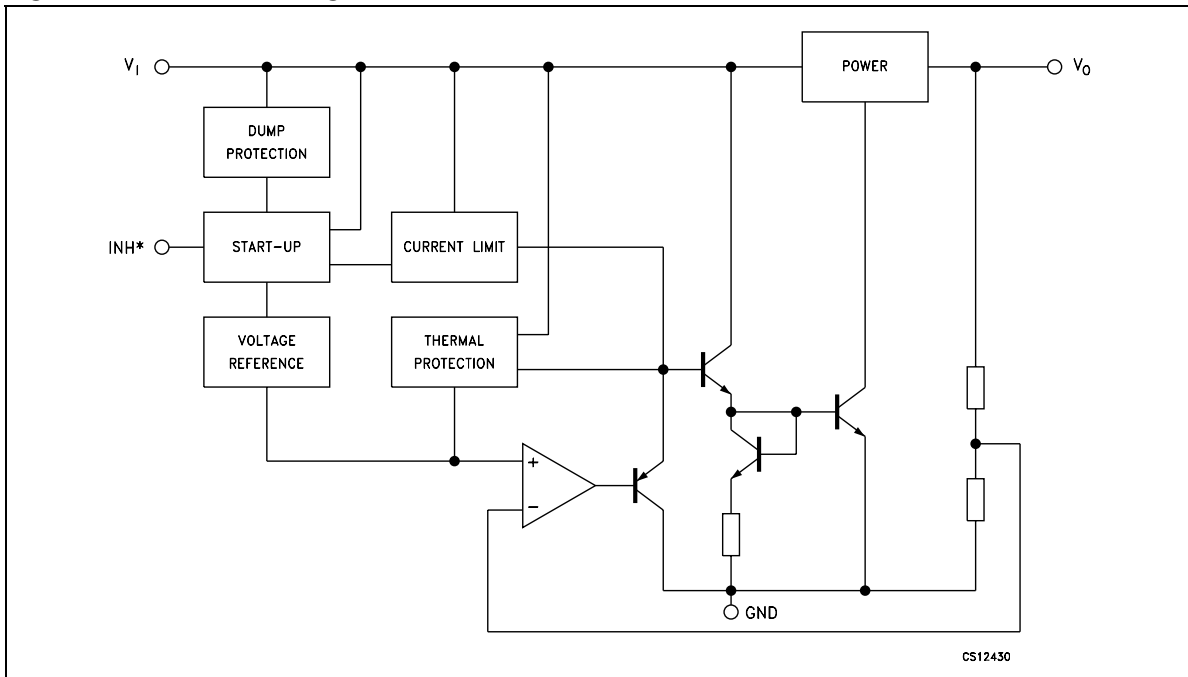 V_I
POWER
V_O
DUMP
PROTECTION
INH*
START-UP
CURRENT LIMIT
VOLTAGE
REFERENCE
THERMAL
PROTECTION
+
−
GND
CS12430